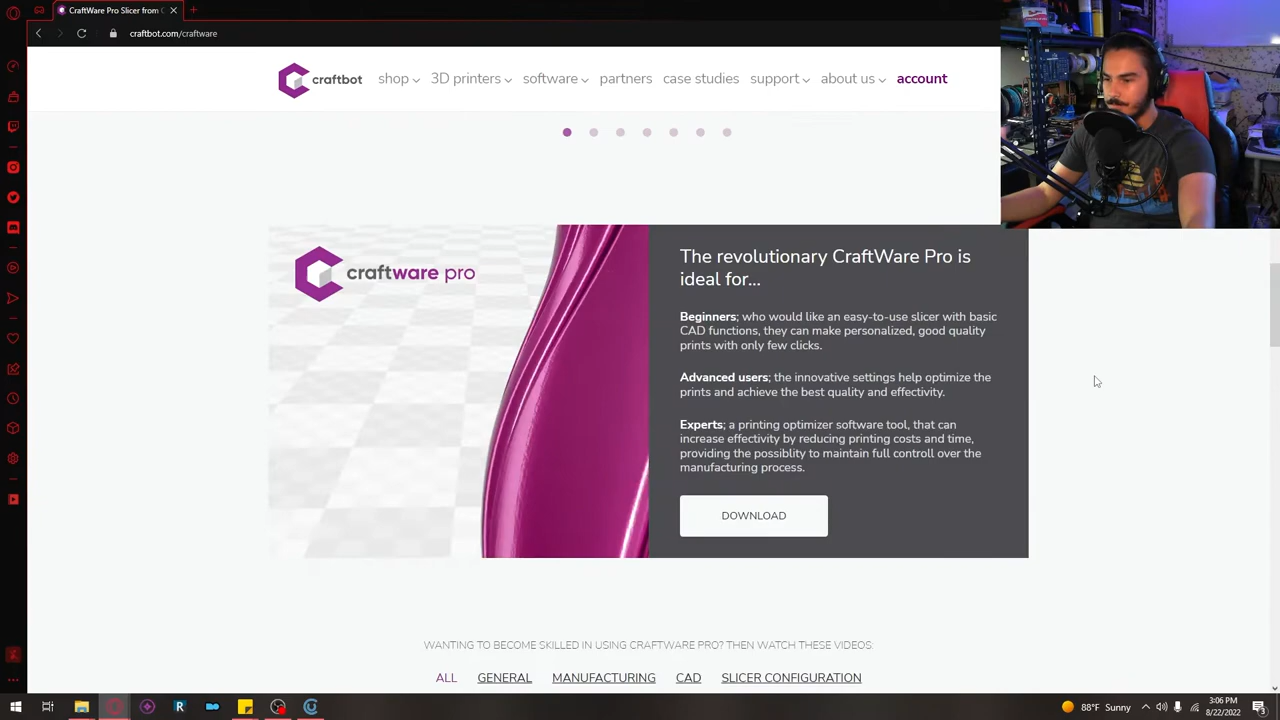 CraftWare Pro Slicer from C
craftbot.com/craftware
craftbot
shop
3D printers
software
partners
case studies
support
about us
account
craftware pro
The revolutionary CraftWare Pro is
ideal for...
Beginners; who would like an easy-to-use slicer with basic
CAD functions, they can make personalized, good quality
prints with only few clicks.
Advanced users; the innovative settings help optimize the
prints and achieve the best quality and effectivity.
Experts; a printing optimizer software tool, that can
increase effectivity by reducing printing costs and time,
providing the possiblity to maintain full controll over the
manufacturing process.
DOWNLOAD
WANTING TO BECOME SKILLED IN USING CRAFTWARE PRO? THEN WATCH THESE VIDEOS:
ALL
GENERAL
MANUFACTURING
CAD
SLICER CONFIGURATION
88°F Sunny
3:06 PM
8/22/2022